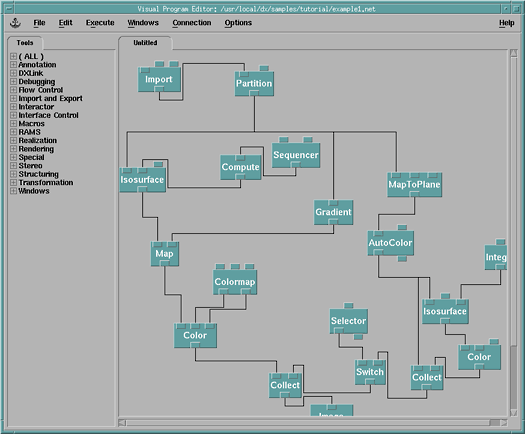 Visual Program Editor: /usr/local/dx/samples/tutorial/example1.net
File Edit Execute Windows Connection Options Help
Tools Untitled
( ALL )
Annotation
DXLink
Debugging
Flow Control
Import and Export
Interactor
Interface Control
Macros
RAMS
Realization
Rendering
Special
Stereo
Structuring
Transformation
Windows
Import
Partition
Sequencer
Compute
Isosurface
MapToPlane
Gradient
AutoColor
Map
Integ
Colormap
Isosurface
Selector
Color
Color
Switch
Collect
Collect
Image